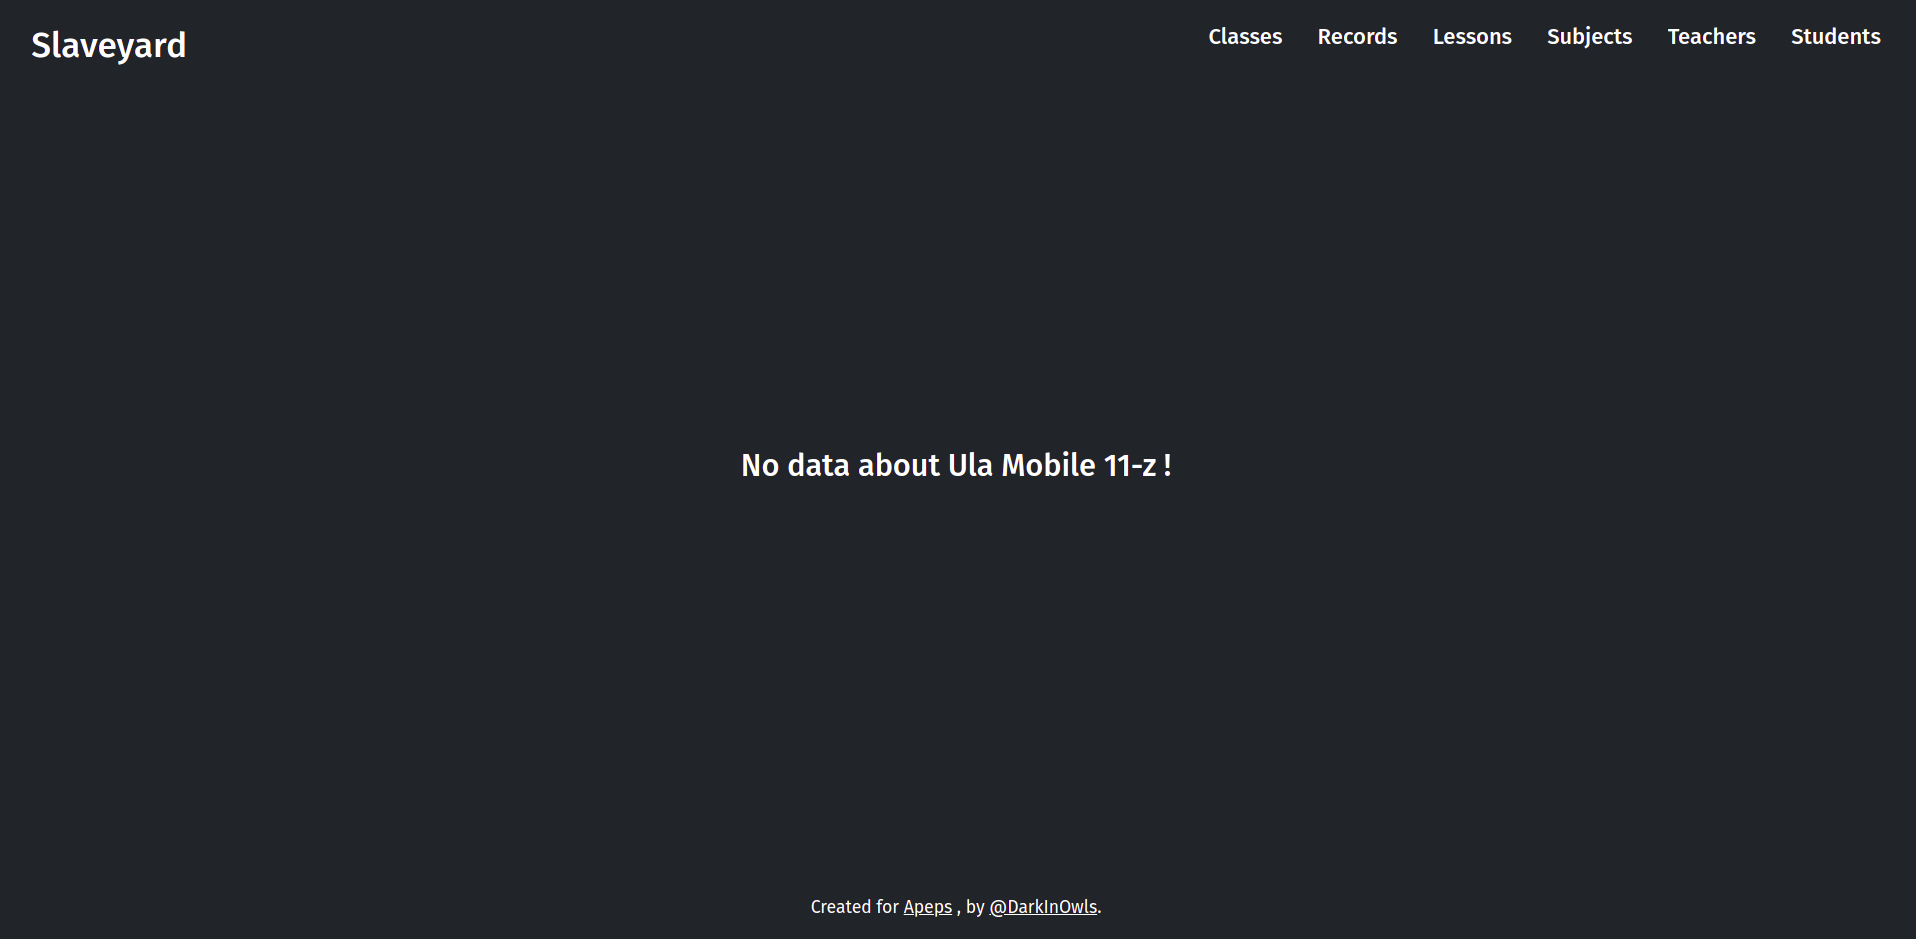 Slaveyard
Classes Records Lessons Subjects Teachers Students
No data about Ula Mobile 11-z !
Created for Apeps , by @DarkInOwls.